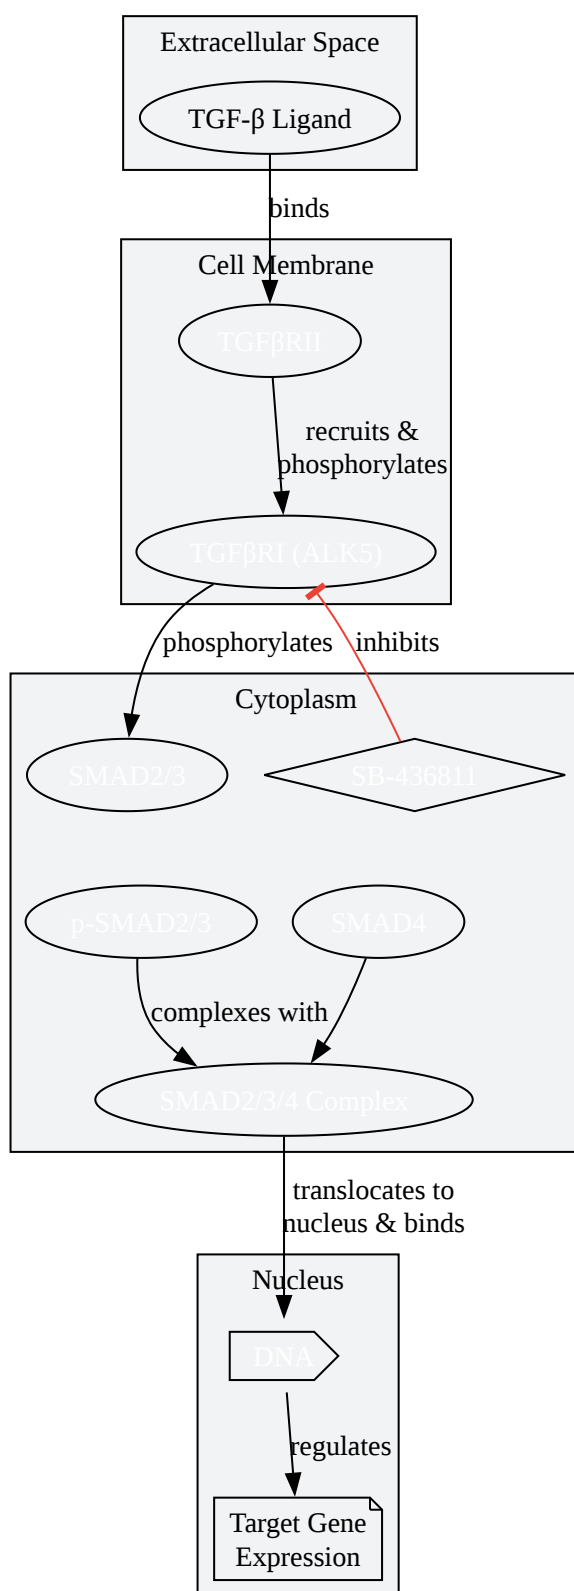 Extracellular Space
TGF-β Ligand
binds
Cell Membrane
TGFβRII
recruits &
phosphorylates
TGFβRI (ALK5)
phosphorylates
inhibits
Cytoplasm
SMAD2/3
SB-436811
p-SMAD2/3
SMAD4
complexes with
SMAD2/3/4 Complex
translocates to
nucleus & binds
Nucleus
DNA
regulates
Target Gene
Expression